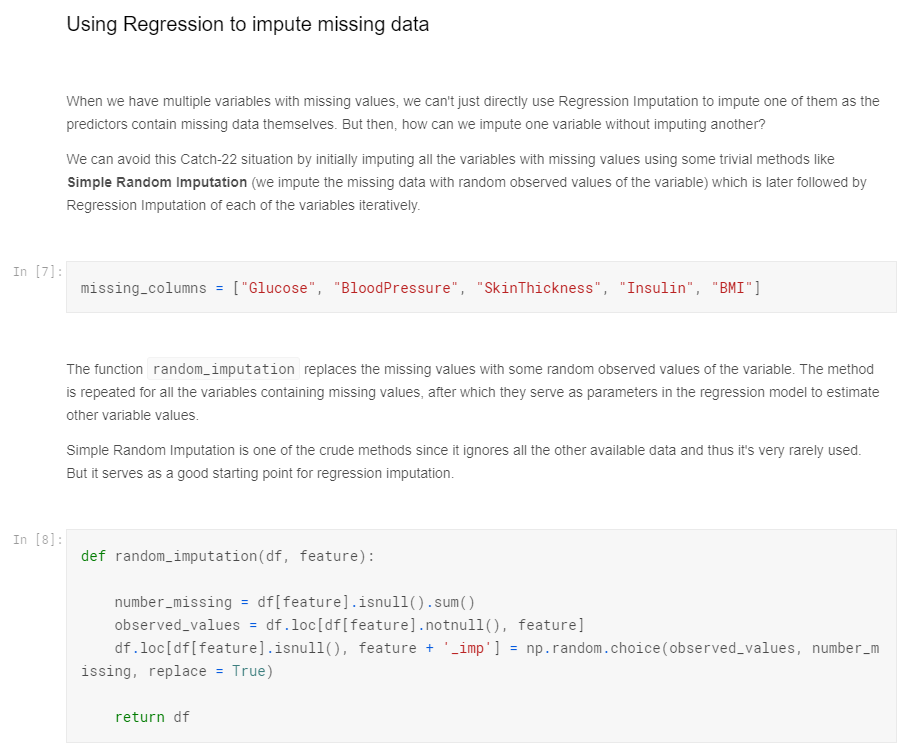 Using Regression to impute missing data
When we have multiple variables with missing values, we can't just directly use Regression Imputation to impute one of them as the
predictors contain missing data themselves. But then, how can we impute one variable without imputing another?
We can avoid this Catch-22 situation by initially imputing all the variables with missing values using some trivial methods like
Simple Random Imputation (we impute the missing data with random observed values of the variable) which is later followed by
Regression Imputation of each of the variables iteratively.
In [7]:
missing_columns = ["Glucose", "BloodPressure", "SkinThickness", "Insulin", "BMI"]
The function random_imputation replaces the missing values with some random observed values of the variable. The method
is repeated for all the variables containing missing values, after which they serve as parameters in the regression model to estimate
other variable values.
Simple Random Imputation is one of the crude methods since it ignores all the other available data and thus it's very rarely used.
But it serves as a good starting point for regression imputation.
In [8]:
def random_imputation(df, feature):
    number_missing = df[feature].isnull().sum()
    observed_values = df.loc[df[feature].notnull(), feature]
    df.loc[df[feature].isnull(), feature + '_imp'] = np.random.choice(observed_values, number_m
issing, replace = True)
    return df